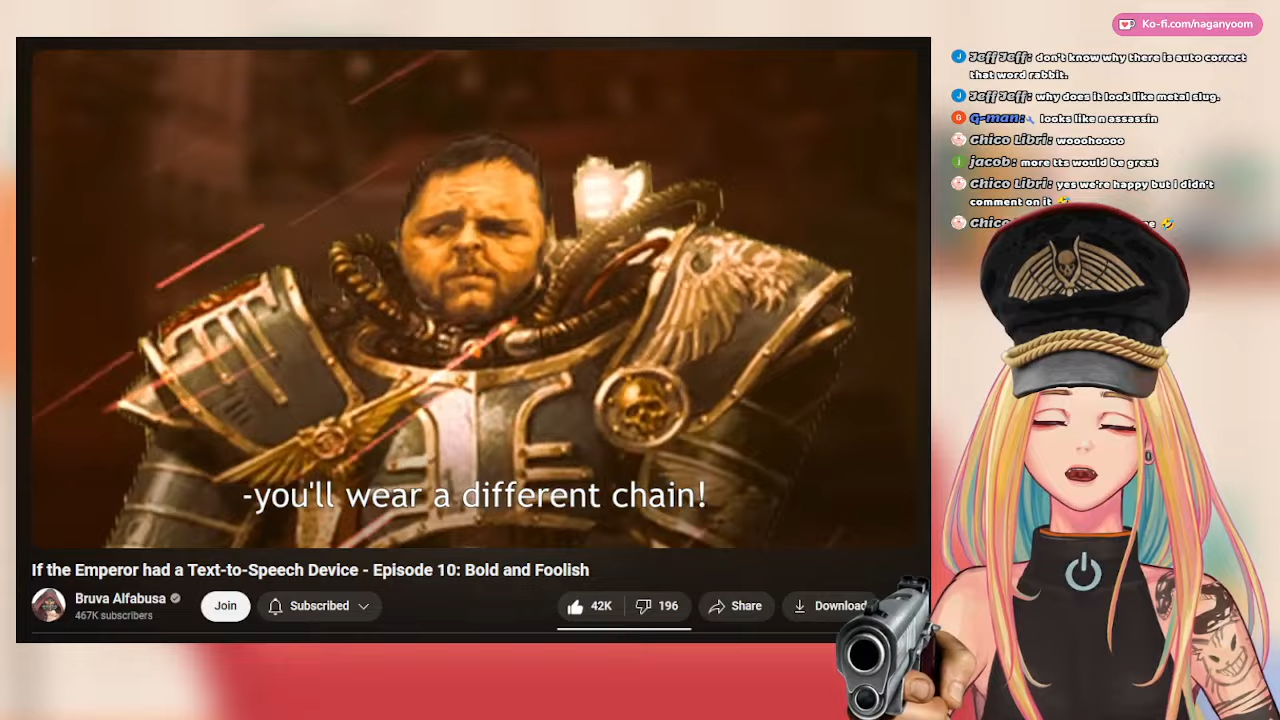 Ko-fi.com/naganyoom
Jeff Jeff: don't know why there is auto correct
that word rabbit.
Jeff Jeff: why does it look like metal slug.
G-man: looks like n assassin
Chico Libri: wooohoooo
jacob: more tts would be great
Chico Libri: yes we're happy but I didn't
comment on it 🤣
Chico
-you'll wear a different chain!
If the Emperor had a Text-to-Speech Device - Episode 10: Bold and Foolish
Bruva Alfabusa
467K subscribers
Join
Subscribed
42K
196
Share
Download